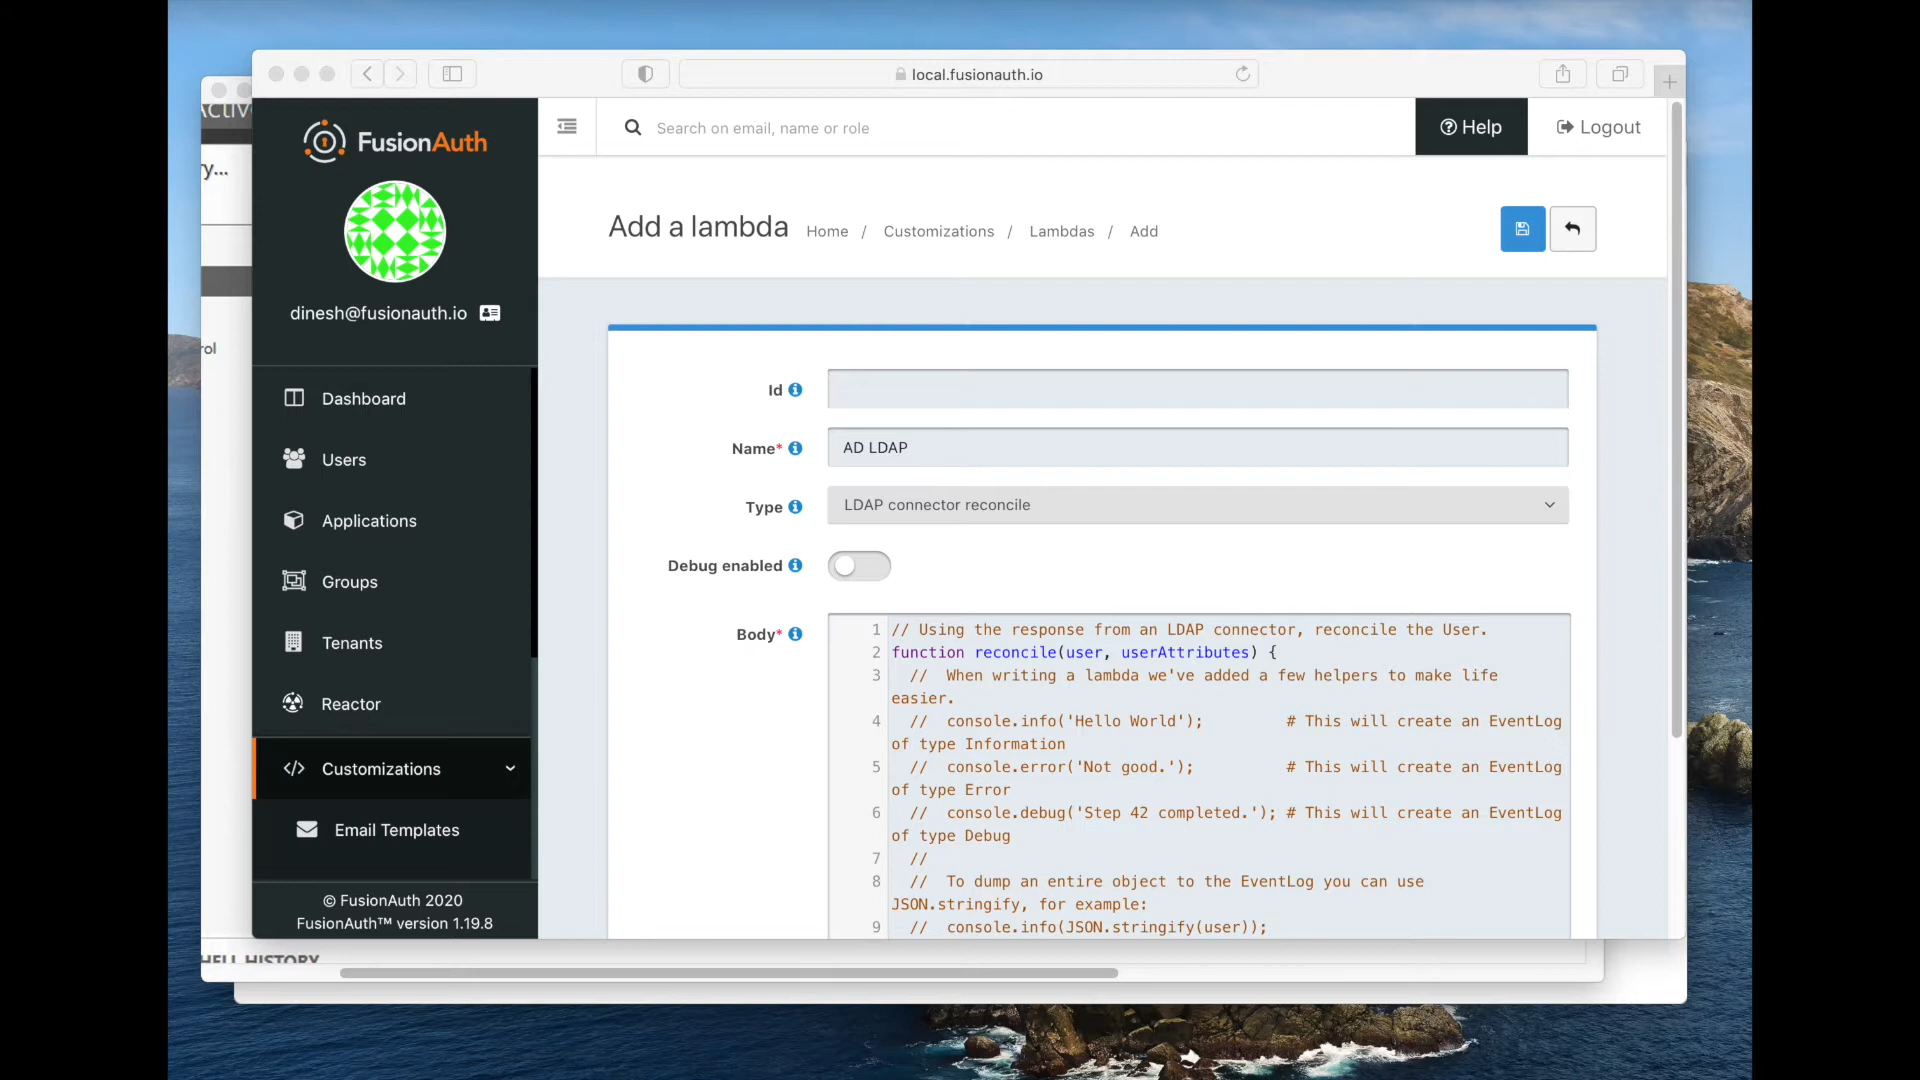 local.fusionauth.io
FusionAuth
Search on email, name or role
Help
Logout
Add a lambda
Home / Customizations / Lambdas / Add
dinesh@fusionauth.io
Dashboard
Users
Applications
Groups
Tenants
Reactor
Customizations
Email Templates
© FusionAuth 2020
FusionAuth™ version 1.19.8
Id
Name*
AD LDAP
Type
LDAP connector reconcile
Debug enabled
Body*
1 // Using the response from an LDAP connector, reconcile the User.
2 function reconcile(user, userAttributes) {
3 // When writing a lambda we've added a few helpers to make life
easier.
4 // console.info('Hello World'); # This will create an EventLog
of type Information
5 // console.error('Not good.'); # This will create an EventLog
of type Error
6 // console.debug('Step 42 completed.'); # This will create an EventLog
of type Debug
7 //
8 // To dump an entire object to the EventLog you can use
JSON.stringify, for example:
9 // console.info(JSON.stringify(user));
ry...
rol
HELL HISTORY